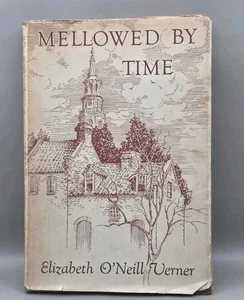 MELLOWED BY
TIME
Elizabeth O'Neill Verner